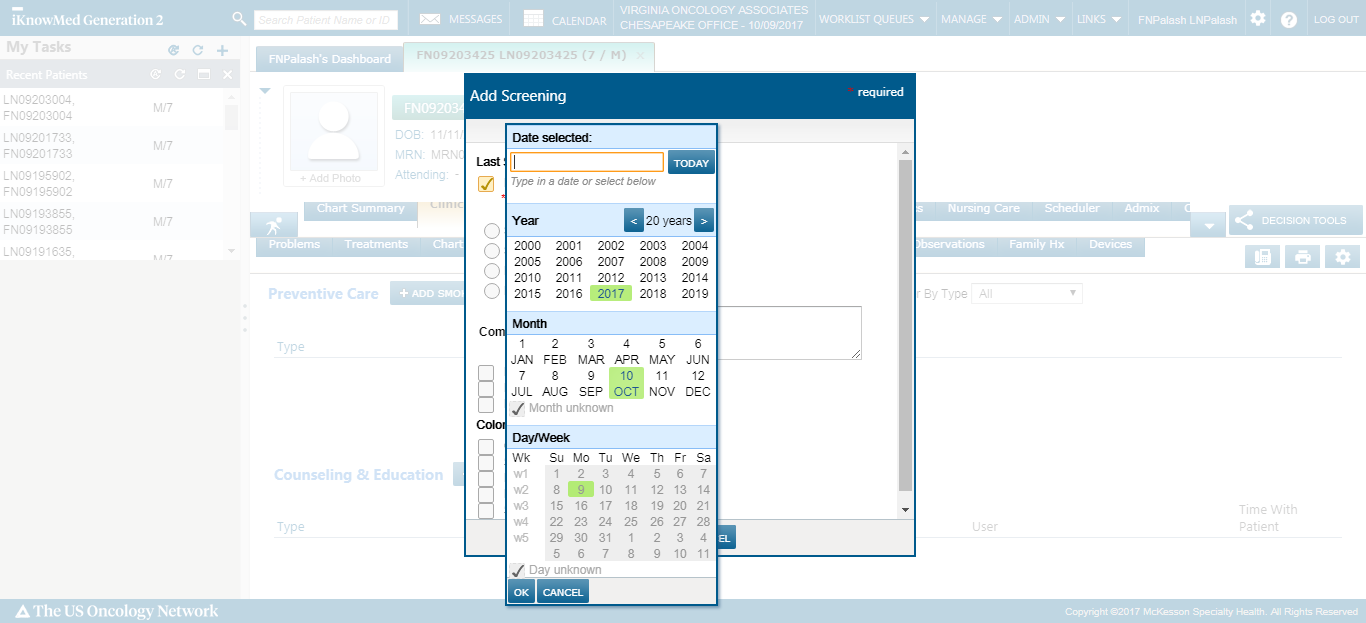 iKnowMed Generation 2
Search Patient Name or ID
MESSAGES
CALENDAR
VIRGINIA ONCOLOGY ASSOCIATES
CHESAPEAKE OFFICE - 10/09/2017
WORKLIST QUEUES
MANAGE
ADMIN
LINKS
FNPalash LNPalash
LOG OUT
My Tasks
FNPalash's Dashboard
FN09203425 LN09203425 (7 / M)
Recent Patients
LN09203004,
FN09203004
M/7
LN09201733,
FN09201733
M/7
LN09195902,
FN09195902
M/7
LN09193855,
FN09193855
M/7
LN09191635,
M/7
+ Add Photo
FN09203
DOB: 11/11/
MRN: MRN0
Attending: -
Chart Summary
Clinic
Nursing Care
Scheduler
Admix
DECISION TOOLS
Problems
Treatments
Chart
Observations
Family Hx
Devices
Preventive Care
+ ADD SMO
By Type
All
Type
Counseling & Education
Type
User
Time With
Patient
Add Screening
* required
Last
*
Com
Color
EL
Date selected:
TODAY
Type in a date or select below
Year
< 20 years >
2000 2001 2002 2003 2004
2005 2006 2007 2008 2009
2010 2011 2012 2013 2014
2015 2016 2017 2018 2019
Month
1 2 3 4 5 6
JAN FEB MAR APR MAY JUN
7 8 9 10 11 12
JUL AUG SEP OCT NOV DEC
Month unknown
Day/Week
Wk Su Mo Tu We Th Fr Sa
w1 1 2 3 4 5 6 7
w2 8 9 10 11 12 13 14
w3 15 16 17 18 19 20 21
w4 22 23 24 25 26 27 28
w5 29 30 31 1 2 3 4
5 6 7 8 9 10 11
Day unknown
OK CANCEL
The US Oncology Network
Copyright ©2017 McKesson Specialty Health. All Rights Reserved